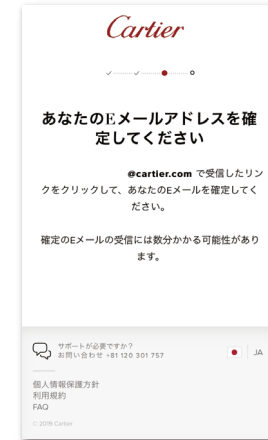 Cartier
あなたのEメールアドレスを確
定してください
@cartier.com で受信したリン
クをクリックして、あなたのEメールを確定してく
ださい。
確定のEメールの受信には数分かかる可能性があり
ます。
サポートが必要ですか？
お問い合わせ +81 120 301 757
JA
個人情報保護方針
利用規約
FAQ
© 2019 Cartier